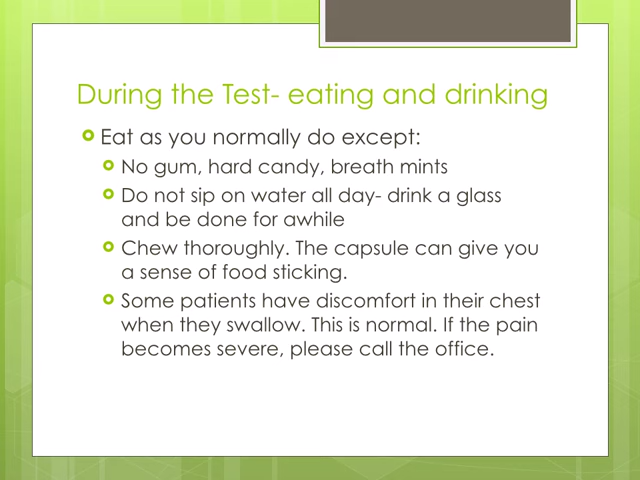 During the Test- eating and drinking
Eat as you normally do except:
No gum, hard candy, breath mints
Do not sip on water all day- drink a glass
and be done for awhile
Chew thoroughly. The capsule can give you
a sense of food sticking.
Some patients have discomfort in their chest
when they swallow. This is normal. If the pain
becomes severe, please call the office.